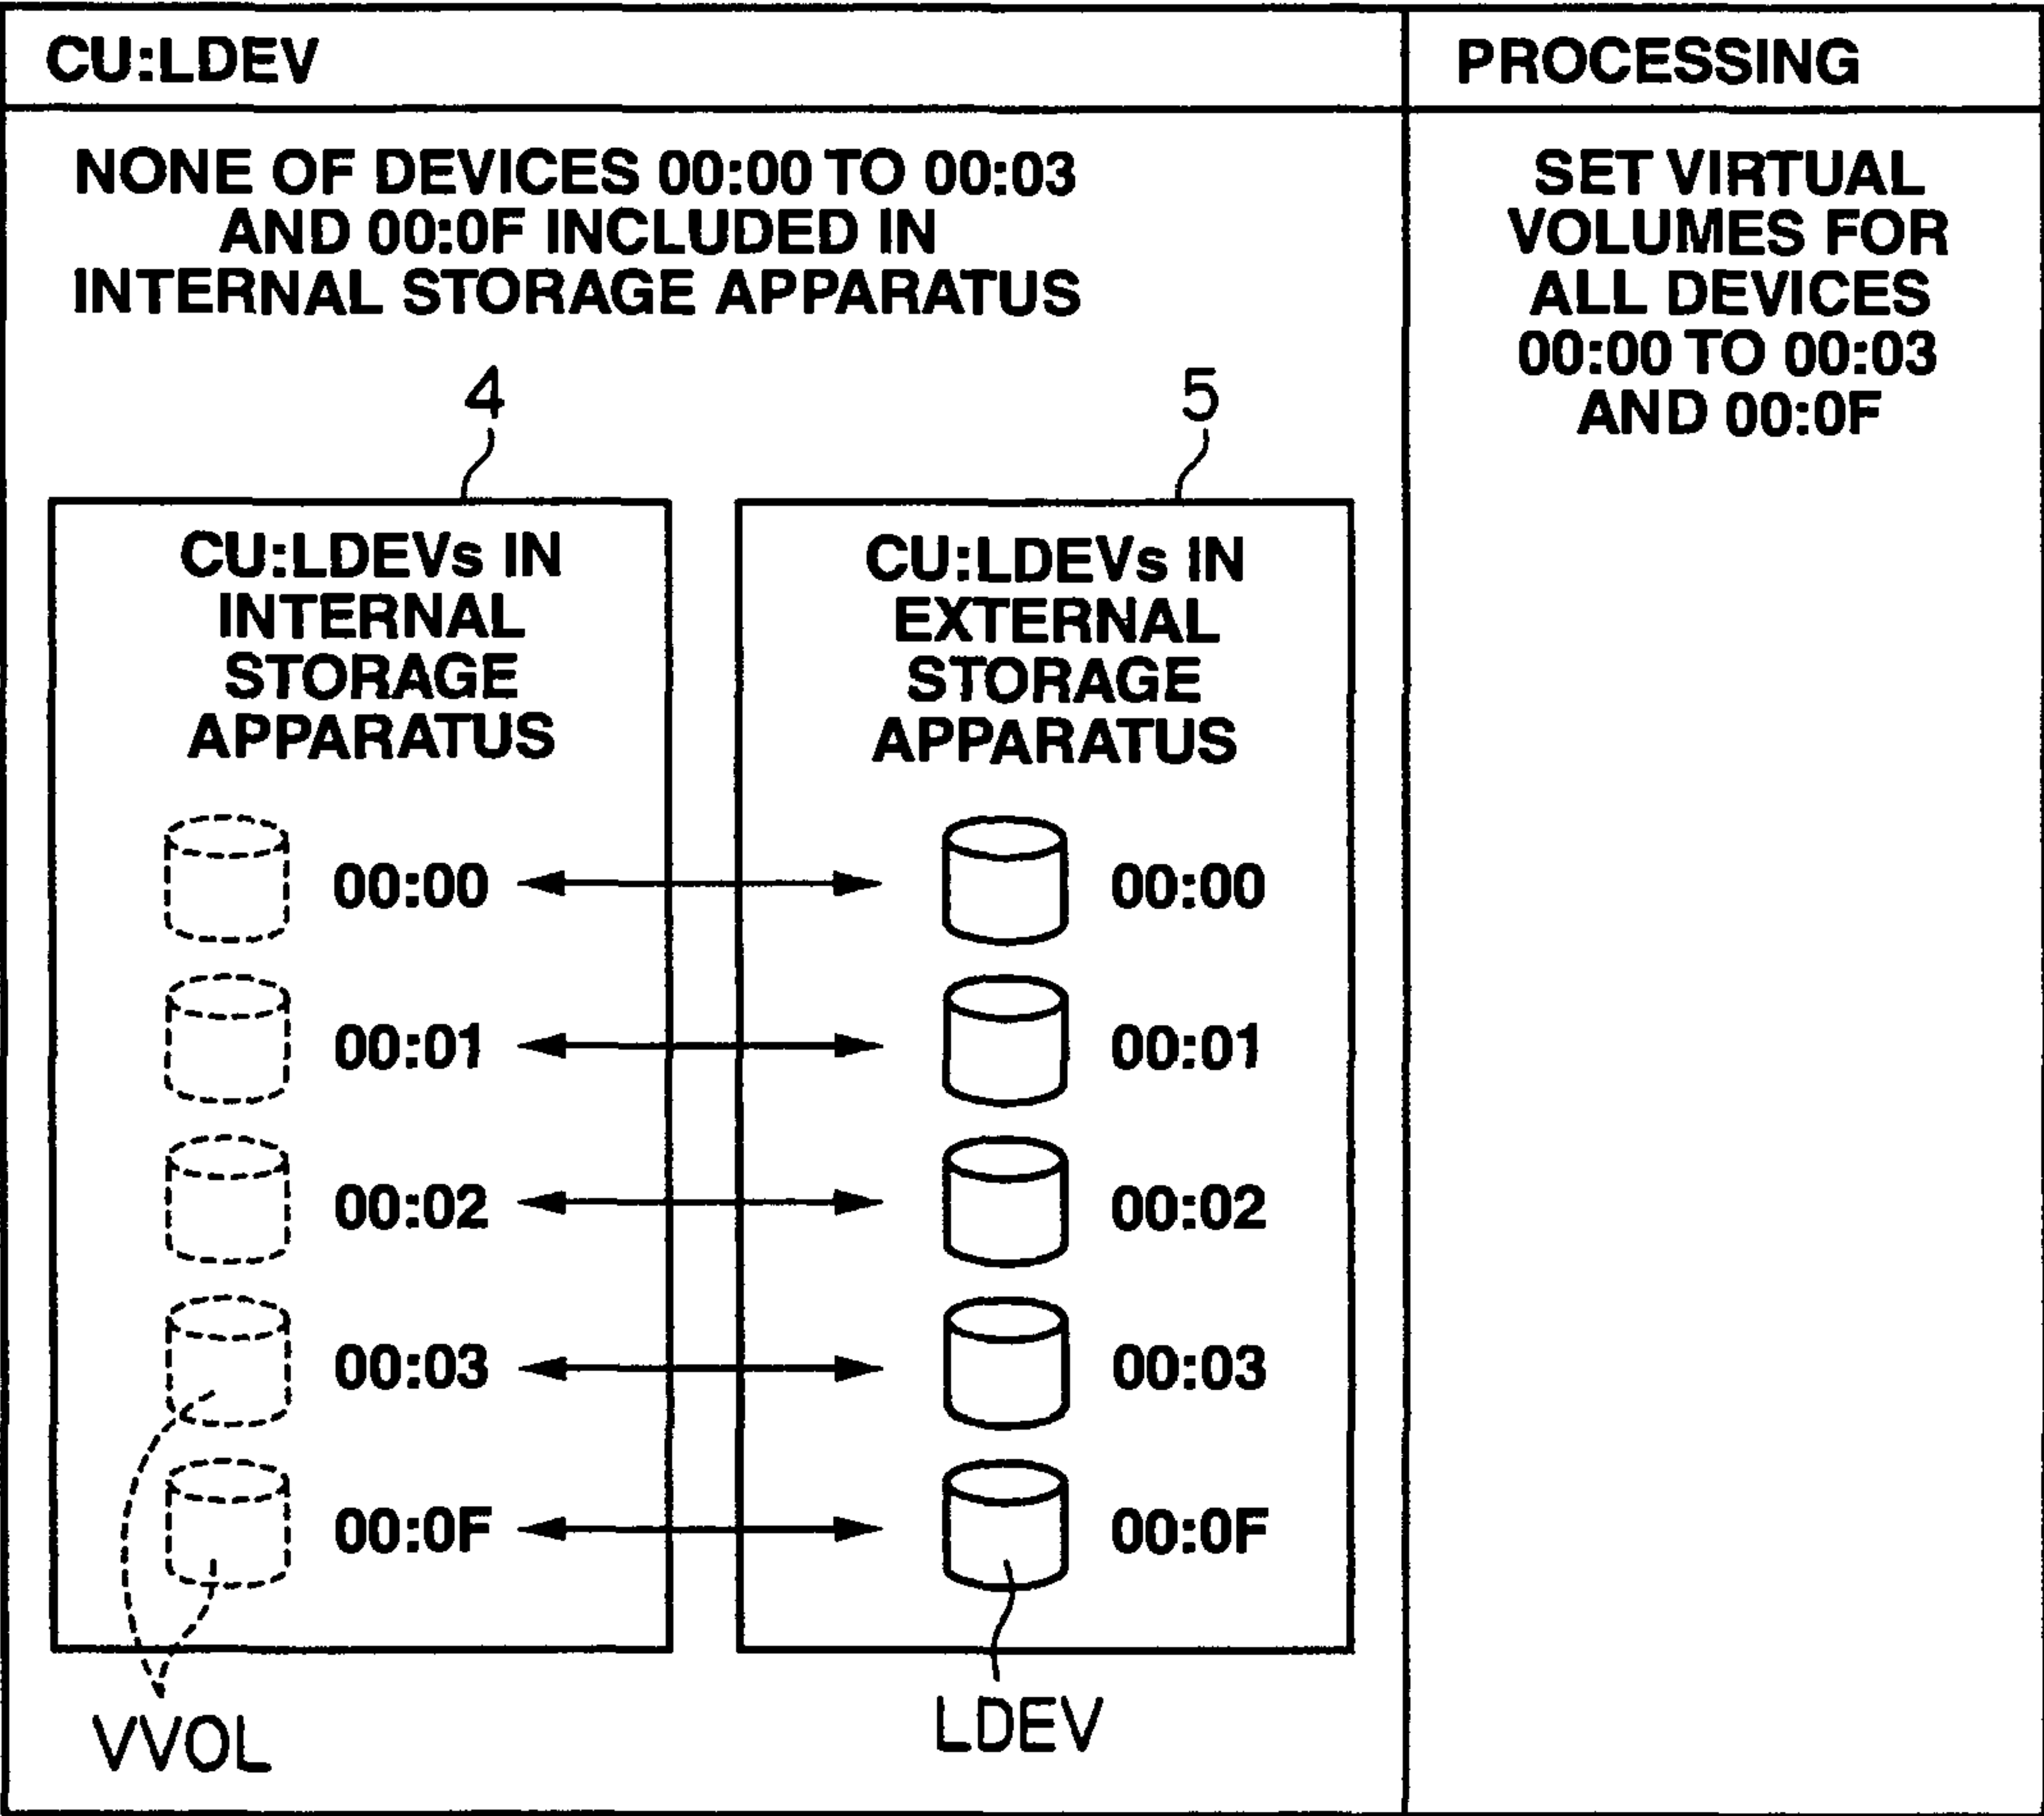 CU:LDEV
PROCESSING
NONE OF DEVICES 00:00 TO 00:03
AND 00:0F INCLUDED IN
INTERNAL STORAGE APPARATUS
SET VIRTUAL
VOLUMES FOR
ALL DEVICES
00:00 TO 00:03
AND 00:0F
4
5
CU:LDEVs IN
INTERNAL
STORAGE
APPARATUS
CU:LDEVs IN
EXTERNAL
STORAGE
APPARATUS
00:00
00:00
00:01
00:01
00:02
00:02
00:03
00:03
00:0F
00:0F
VVOL
LDEV